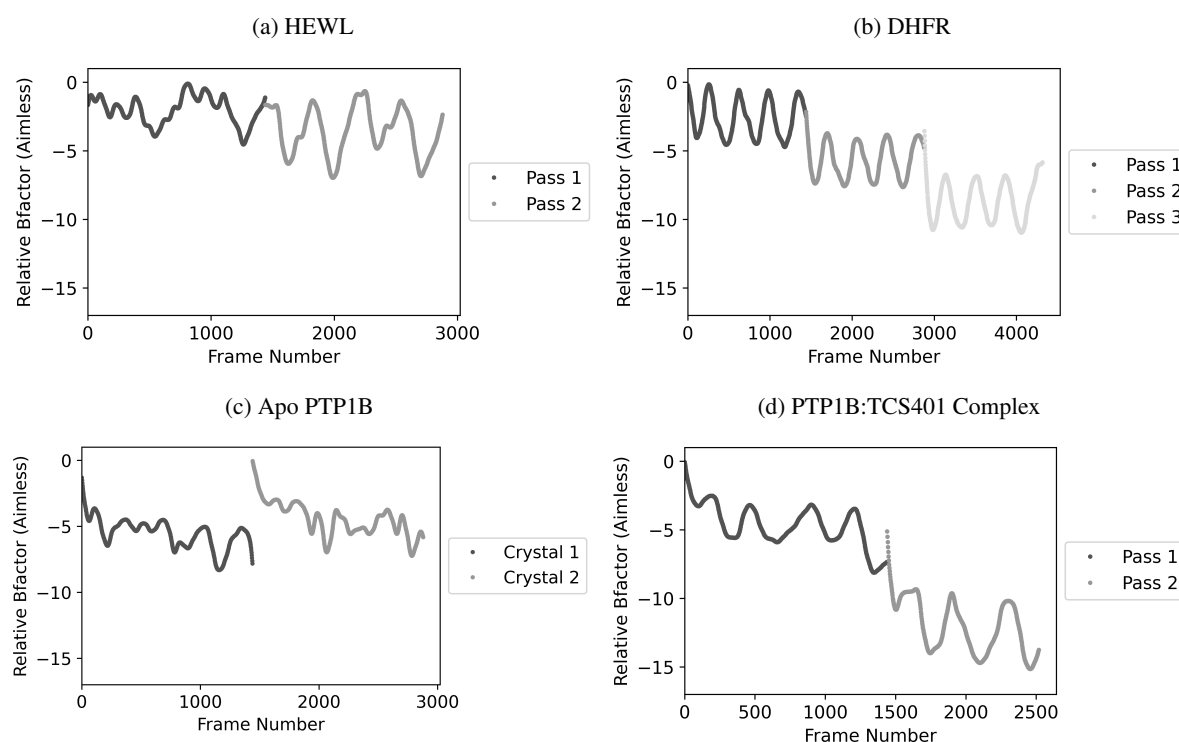 (a) HEWL
0
−5
−10
−15
Relative Bfactor (Aimless)
0 1000 2000 3000
Frame Number
Pass 1
Pass 2
(b) DHFR
0
−5
−10
−15
Relative Bfactor (Aimless)
0 1000 2000 3000 4000
Frame Number
Pass 1
Pass 2
Pass 3
(c) Apo PTP1B
0
−5
−10
−15
Relative Bfactor (Aimless)
0 1000 2000 3000
Frame Number
Crystal 1
Crystal 2
(d) PTP1B:TCS401 Complex
0
−5
−10
−15
Relative Bfactor (Aimless)
0 500 1000 1500 2000 2500
Frame Number
Pass 1
Pass 2